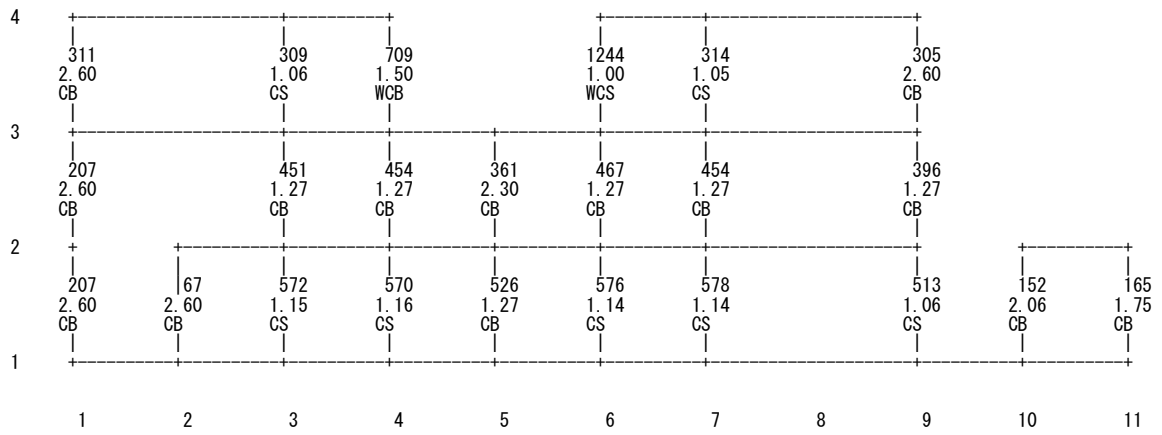 4 +-------------------+---------+ +---------+-------------------+
| | | | | |
311 309 709 1244 314 305
2.60 1.06 1.50 1.00 1.05 2.60
CB CS WCB WCS CS CB
| | | | | |
3 +-------------------+---------+---------+---------+---------+-------------------+
| | | | | | |
207 451 454 361 467 454 396
2.60 1.27 1.27 2.30 1.27 1.27 1.27
CB CB CB CB CB CB CB
| | | | | | |
2 + +---------+---------+---------+---------+---------+-------------------+ +---------+
| | | | | | | | | |
207 |67 572 570 526 576 578 513 152 165
2.60 2.60 1.15 1.16 1.27 1.14 1.14 1.06 2.06 1.75
CB CB CS CS CB CS CS CS CB CB
| | | | | | | | | |
1 +---------+---------+---------+---------+---------+---------+-------------------+---------+---------+
1 2 3 4 5 6 7 8 9 10 11